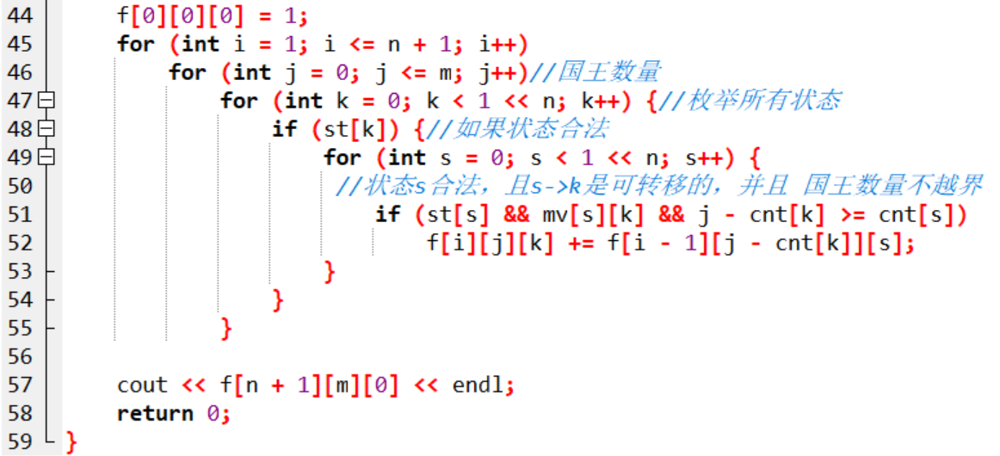 44 f[0][0][0] = 1;
45 for (int i = 1; i <= n + 1; i++)
46 for (int j = 0; j <= m; j++)//国王数量
47 for (int k = 0; k < 1 << n; k++) {//枚举所有状态
48 if (st[k]) {//如果状态合法
49 for (int s = 0; s < 1 << n; s++) {
50 //状态s合法，且s->k是可转移的，并且 国王数量不越界
51 if (st[s] && mv[s][k] && j - cnt[k] >= cnt[s])
52 f[i][j][k] += f[i - 1][j - cnt[k]][s];
53 }
54 }
55 }
56
57 cout << f[n + 1][m][0] << endl;
58 return 0;
59 }